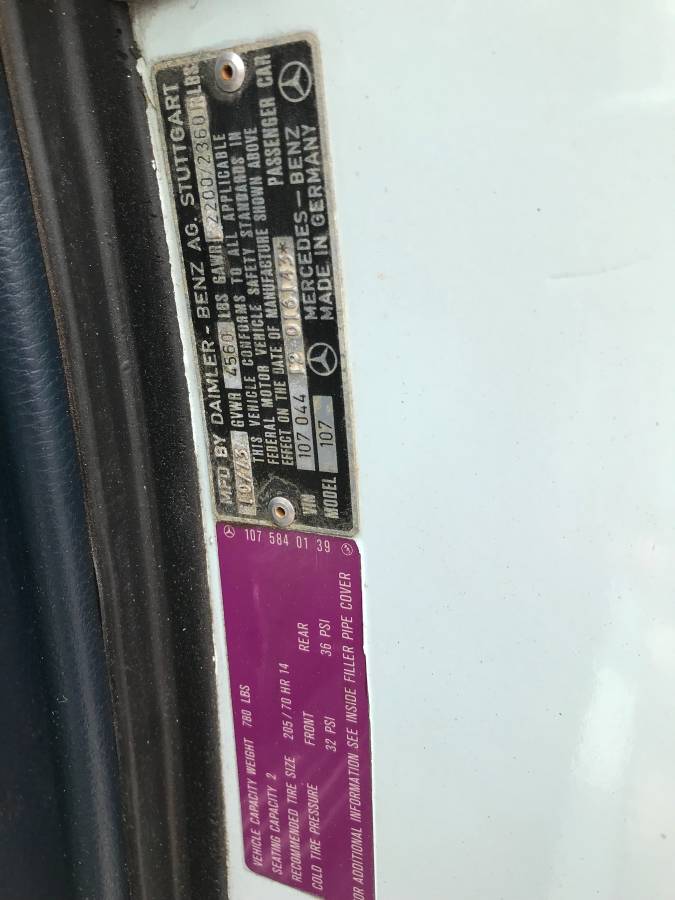 MFD BY DAIMLER-BENZ AG. STUTTGART
10/73 GVWR 4560 LBS GAWR F2200/2360R LBS
THIS VEHICLE CONFORMS TO ALL APPLICABLE
FEDERAL MOTOR VEHICLE SAFETY STANDARDS IN
EFFECT ON THE DATE OF MANUFACTURE SHOWN ABOVE
PASSENGER CAR
VIN 107 044 12 016143*
MODEL 107
MERCEDES-BENZ
MADE IN GERMANY
107 584 01 39
VEHICLE CAPACITY WEIGHT 780 LBS
SEATING CAPACITY 2
RECOMMENDED TIRE SIZE 205/70 HR 14
FRONT REAR
COLD TIRE PRESSURE 32 PSI 36 PSI
FOR ADDITIONAL INFORMATION SEE INSIDE FILLER PIPE COVER